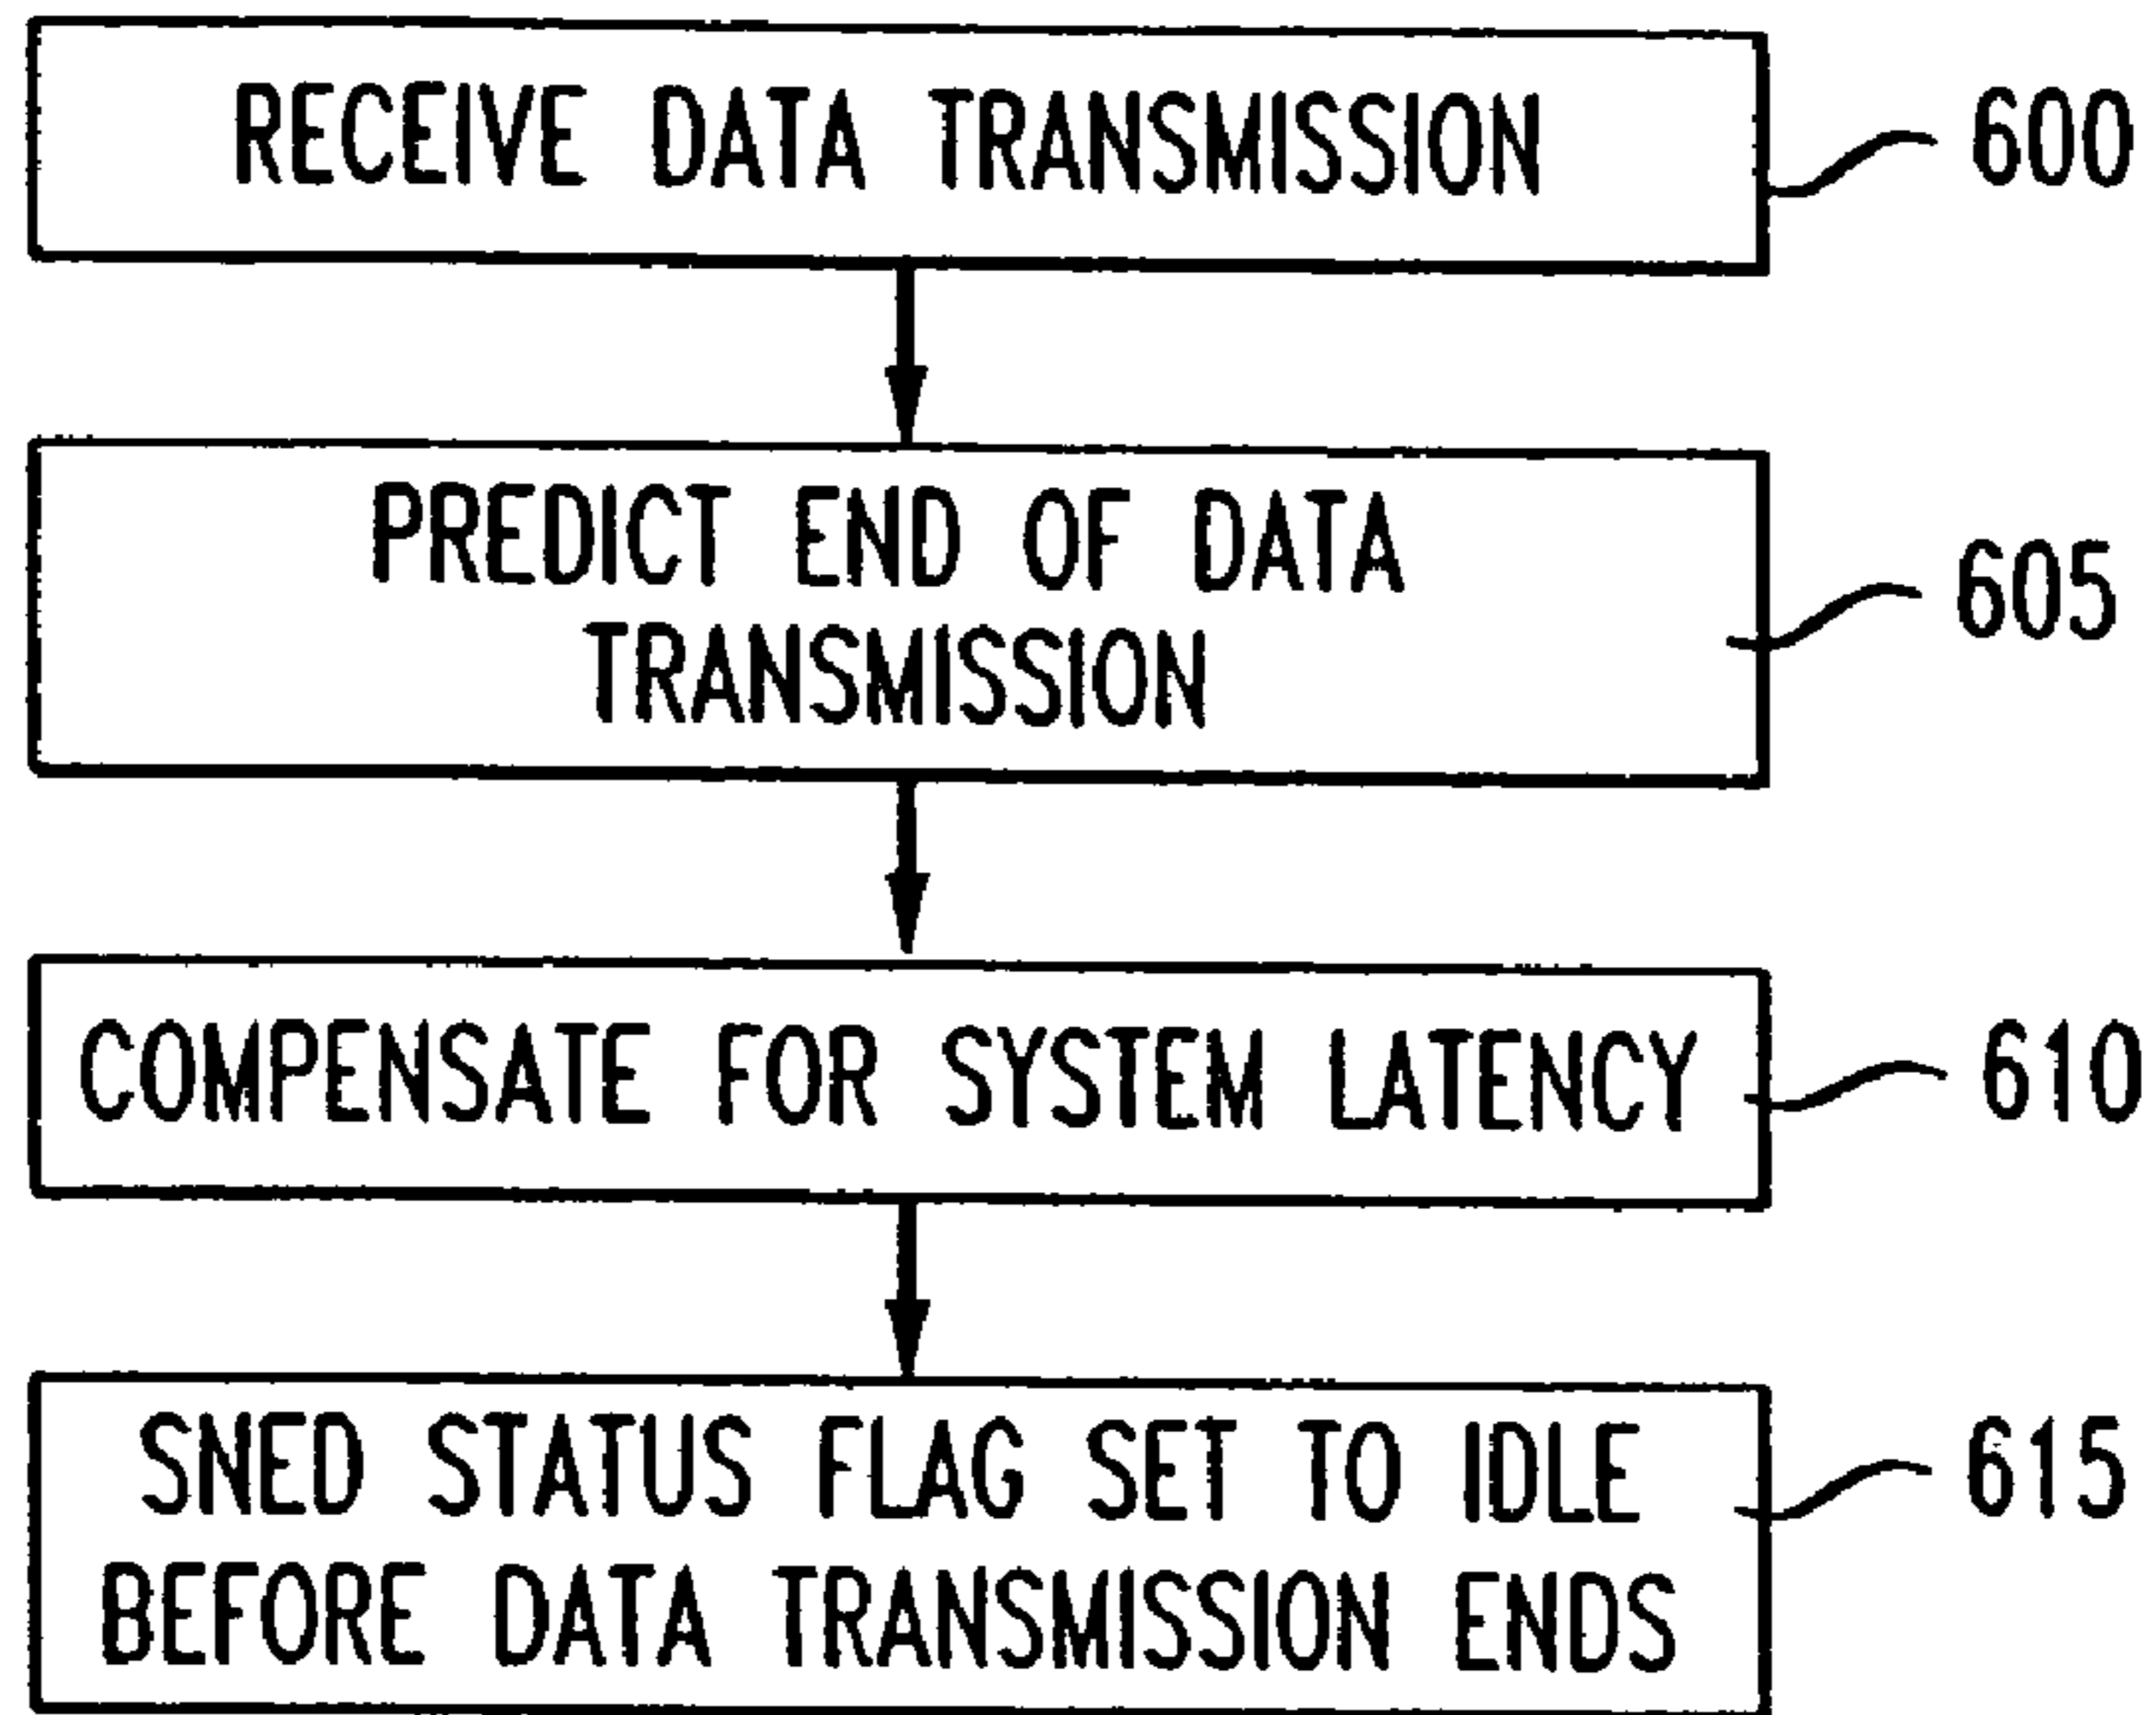 RECEIVE DATA TRANSMISSION
600
PREDICT END OF DATA
TRANSMISSION
605
COMPENSATE FOR SYSTEM LATENCY
610
SNED STATUS FLAG SET TO IDLE
BEFORE DATA TRANSMISSION ENDS
615